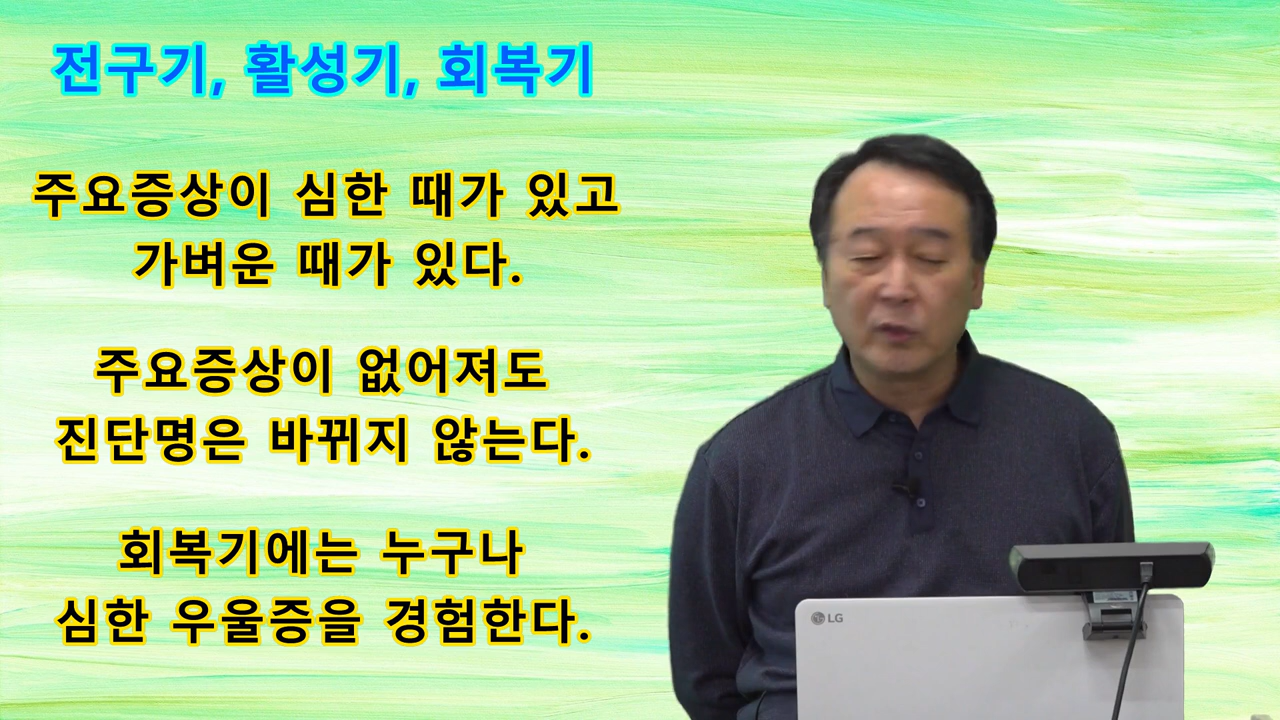 전구기, 활성기, 회복기
주요증상이 심한 때가 있고
가벼운 때가 있다.
주요증상이 없어져도
진단명은 바뀌지 않는다.
회복기에는 누구나
심한 우울증을 경험한다.
LG